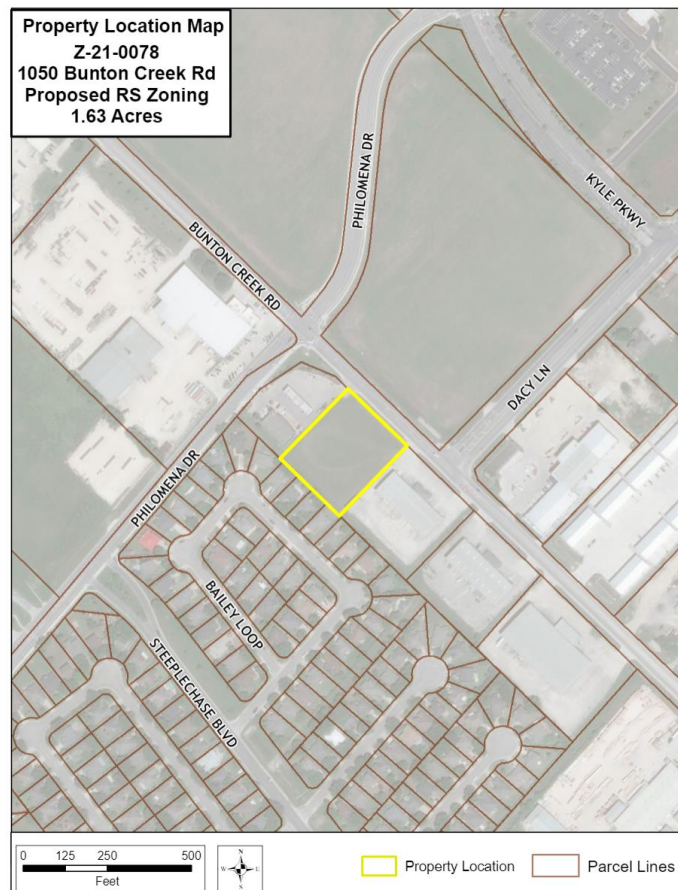 Property Location Map
Z-21-0078
1050 Bunton Creek Rd
Proposed RS Zoning
1.63 Acres
PHILOMENA DR
KYLE PKWY
BUNTON CREEK RD
DACY LN
PHILOMENA DR
BAILEY LOOP
STEEPLECHASE BLVD
0 125 250 500
Feet
N
W
S
Property Location
Parcel Lines